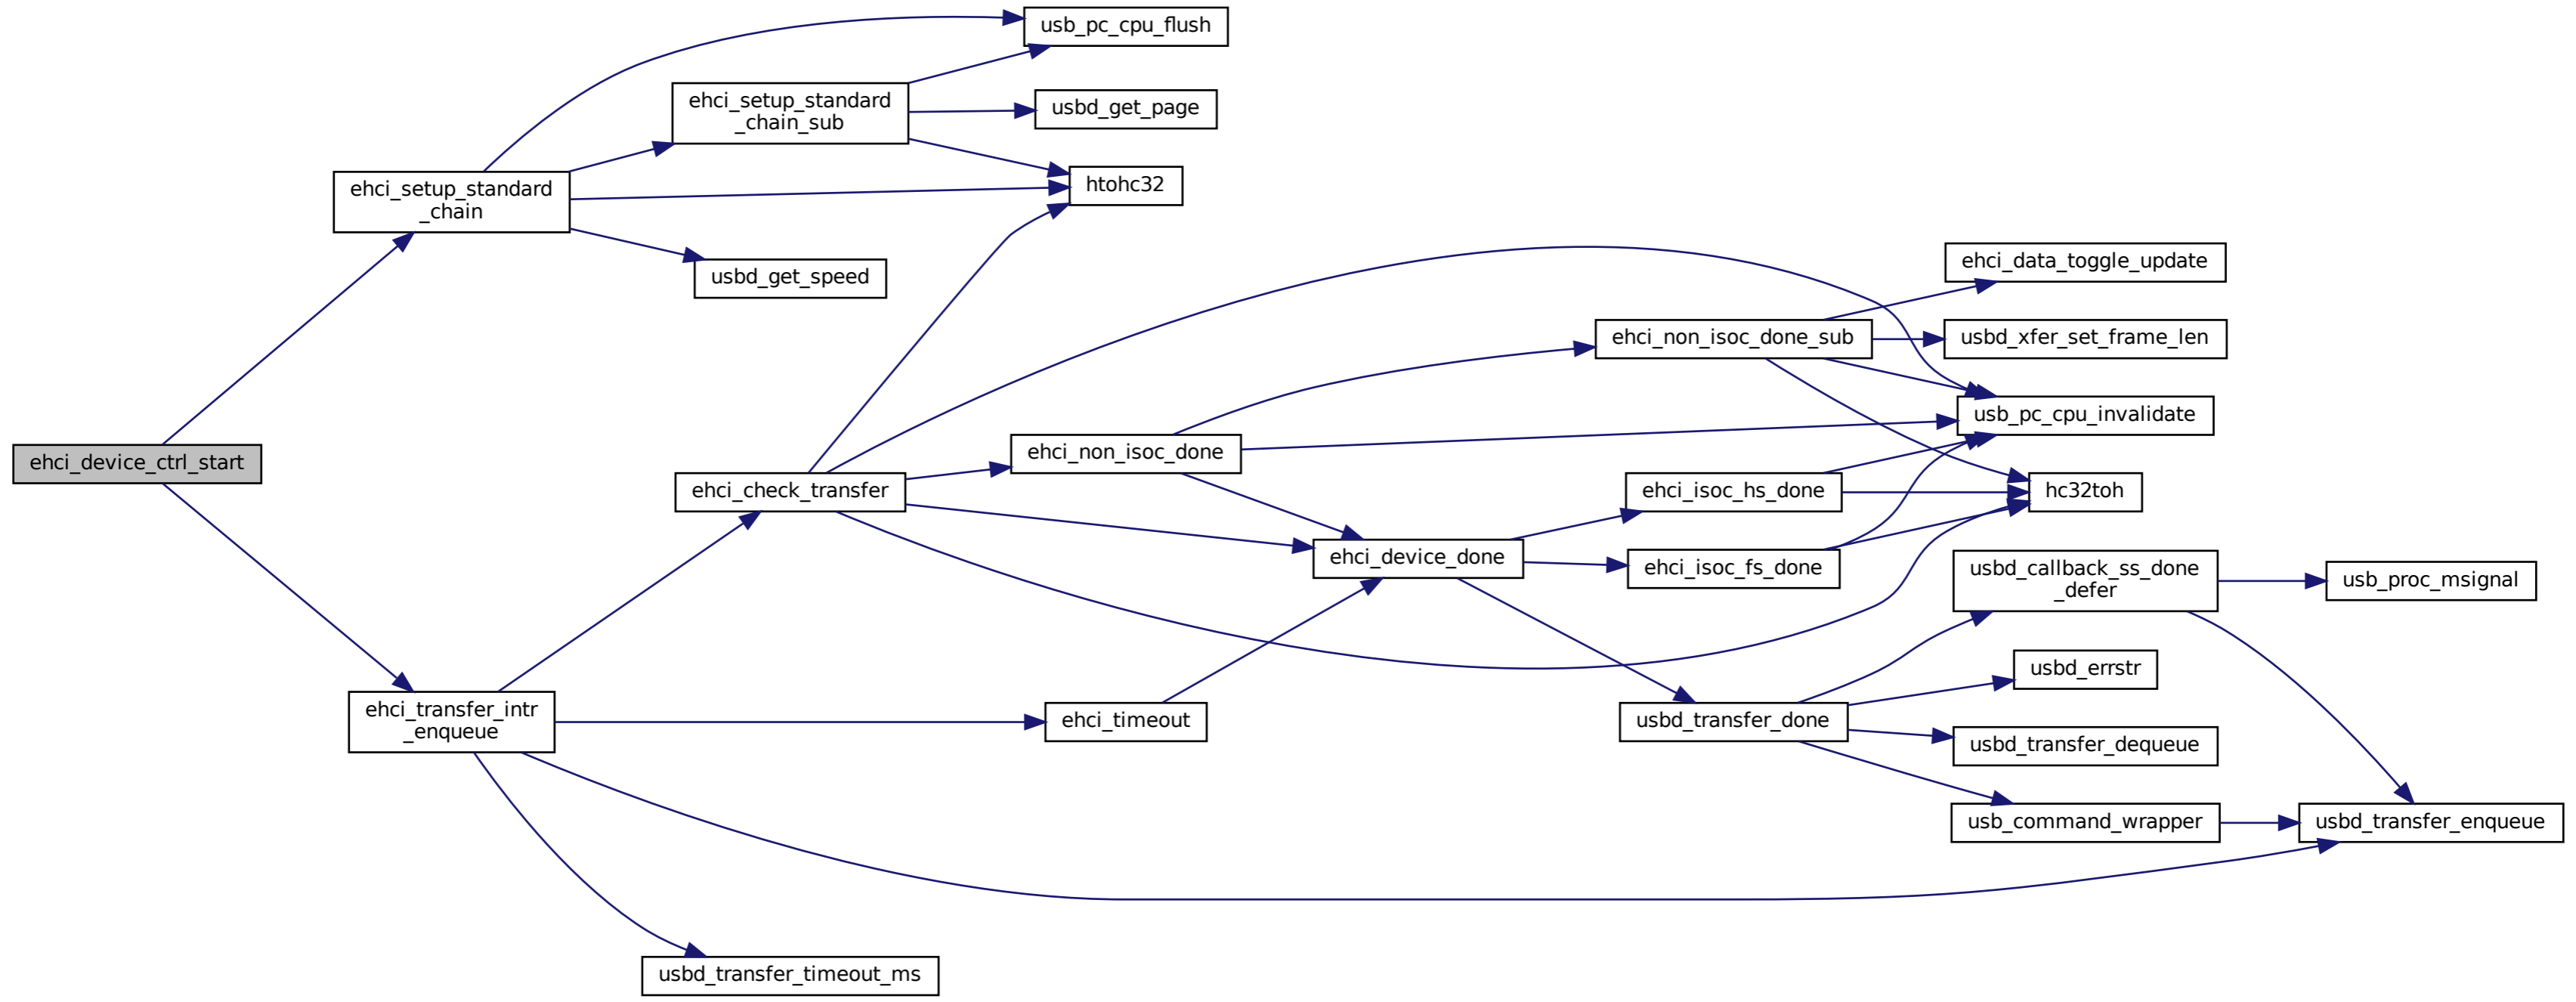 usb_pc_cpu_flush
ehci_setup_standard
_chain_sub
usbd_get_page
ehci_setup_standard
_chain
htohc32
usbd_get_speed
ehci_data_toggle_update
ehci_non_isoc_done_sub
usbd_xfer_set_frame_len
usb_pc_cpu_invalidate
ehci_device_ctrl_start
ehci_non_isoc_done
ehci_check_transfer
ehci_isoc_hs_done
hc32toh
ehci_device_done
ehci_isoc_fs_done
usbd_callback_ss_done
_defer
usb_proc_msignal
usbd_errstr
ehci_transfer_intr
_enqueue
ehci_timeout
usbd_transfer_done
usbd_transfer_dequeue
usb_command_wrapper
usbd_transfer_enqueue
usbd_transfer_timeout_ms